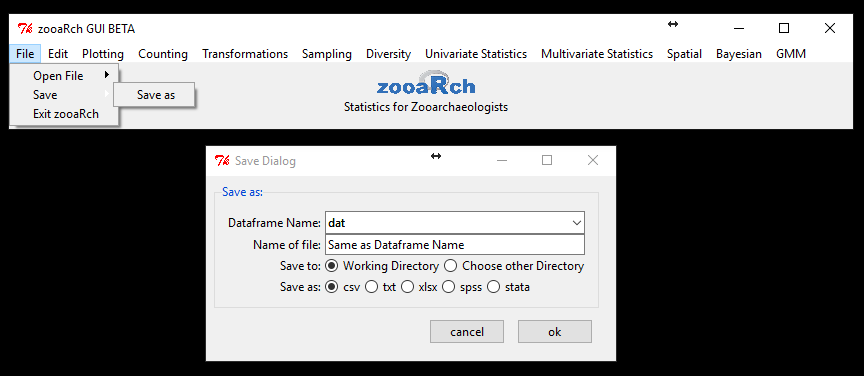 zooaRch GUI BETA
File Edit Plotting Counting Transformations Sampling Diversity Univariate Statistics Multivariate Statistics Spatial Bayesian GMM
Open File
Save
Save as
Exit zooaRch
zooaRch
Statistics for Zooarchaeologists
Save Dialog
Save as:
Dataframe Name: dat
Name of file: Same as Dataframe Name
Save to: Working Directory Choose other Directory
Save as: csv txt xlsx spss stata
cancel ok